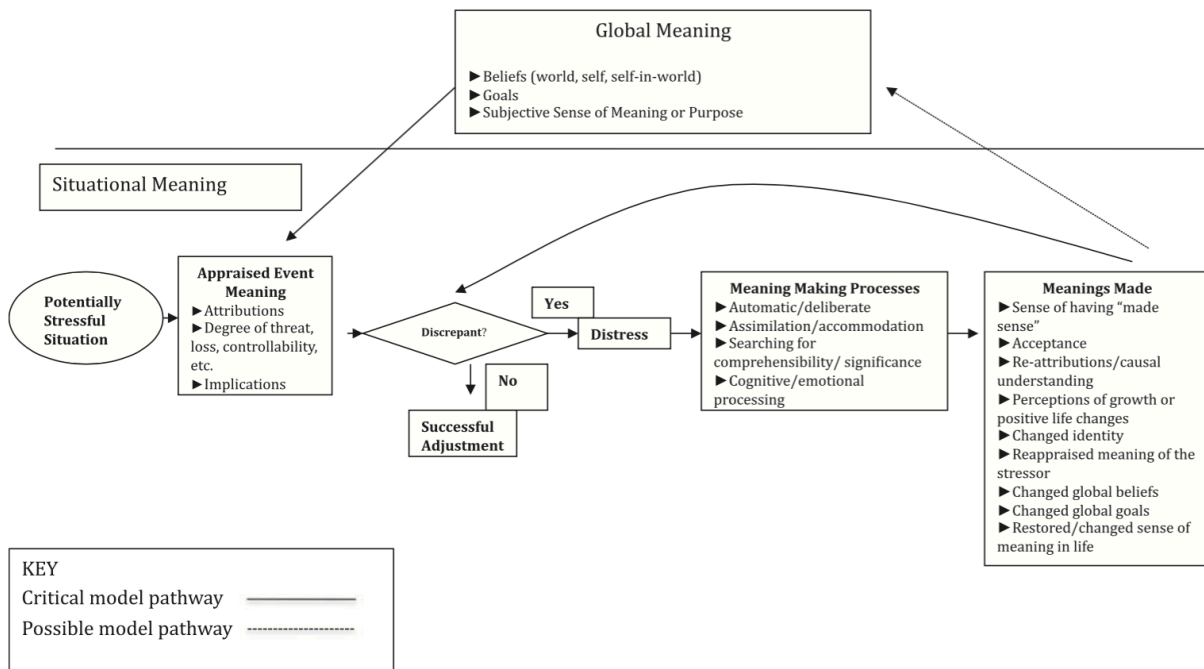 Global Meaning
►Beliefs (world, self, self-in-world)
►Goals
►Subjective Sense of Meaning or Purpose
Situational Meaning
Potentially
Stressful
Situation
Appraised Event
Meaning
►Attributions
►Degree of threat,
loss, controllability,
etc.
►Implications
Discrepant?
Yes
Distress
No
Successful
Adjustment
Meaning Making Processes
►Automatic/deliberate
►Assimilation/accommodation
►Searching for
comprehensibility/ significance
►Cognitive/emotional
processing
Meanings Made
►Sense of having “made
sense”
►Acceptance
►Re-attributions/causal
understanding
►Perceptions of growth or
positive life changes
►Changed identity
►Reappraised meaning of the
stressor
►Changed global beliefs
►Changed global goals
►Restored/changed sense of
meaning in life
KEY
Critical model pathway
Possible model pathway